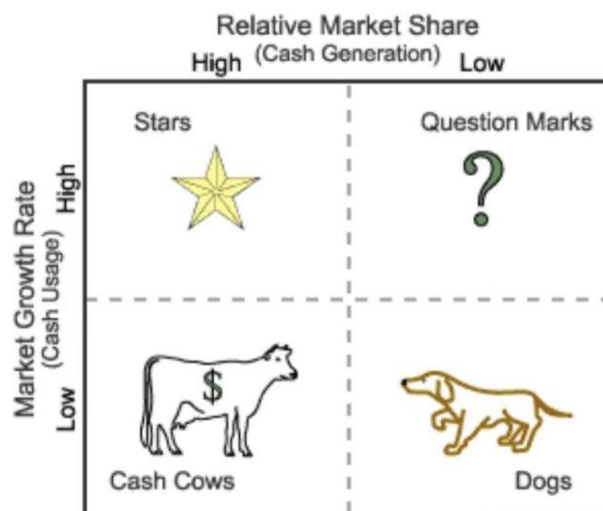 Relative Market Share
(Cash Generation)
High
Low
Market Growth Rate
(Cash Usage)
High
Low
Stars
Question Marks
?
$
Cash Cows
Dogs